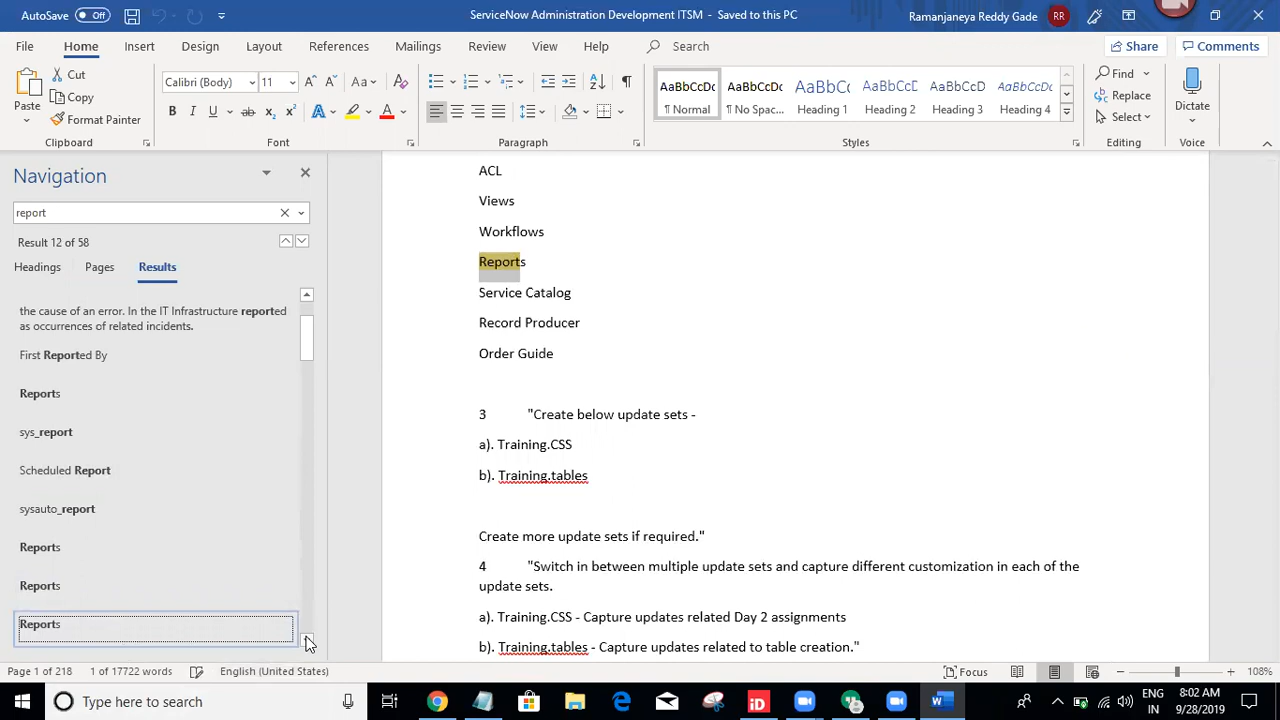 AutoSave Off ServiceNow Administration Development ITSM - Saved to this PC Ramanjaneya Reddy Gade RR
File Home Insert Design Layout References Mailings Review View Help Search Share Comments
Paste Cut Copy Format Painter
Clipboard
Calibri (Body) 11
Font
Paragraph
AaBbCcDc ¶ Normal
AaBbCcDc ¶ No Spac...
AaBbCc Heading 1
AaBbCcD Heading 2
AaBbCcD Heading 3
AaBbCcDc Heading 4
Styles
Find
Replace
Select
Editing
Dictate
Voice
Navigation
report
Result 12 of 58
Headings Pages Results
the cause of an error. In the IT Infrastructure reported
as occurrences of related incidents.
First Reported By
Reports
sys_report
Scheduled Report
sysauto_report
Reports
Reports
Reports
ACL
Views
Workflows
Reports
Service Catalog
Record Producer
Order Guide
3 "Create below update sets -
a). Training.CSS
b). Training.tables
Create more update sets if required."
4 "Switch in between multiple update sets and capture different customization in each of the
update sets.
a). Training.CSS - Capture updates related Day 2 assignments
b). Training.tables - Capture updates related to table creation."
Page 1 of 218 1 of 17722 words English (United States) Focus 108%
Type here to search
ENG
IN
8:02 AM
9/28/2019